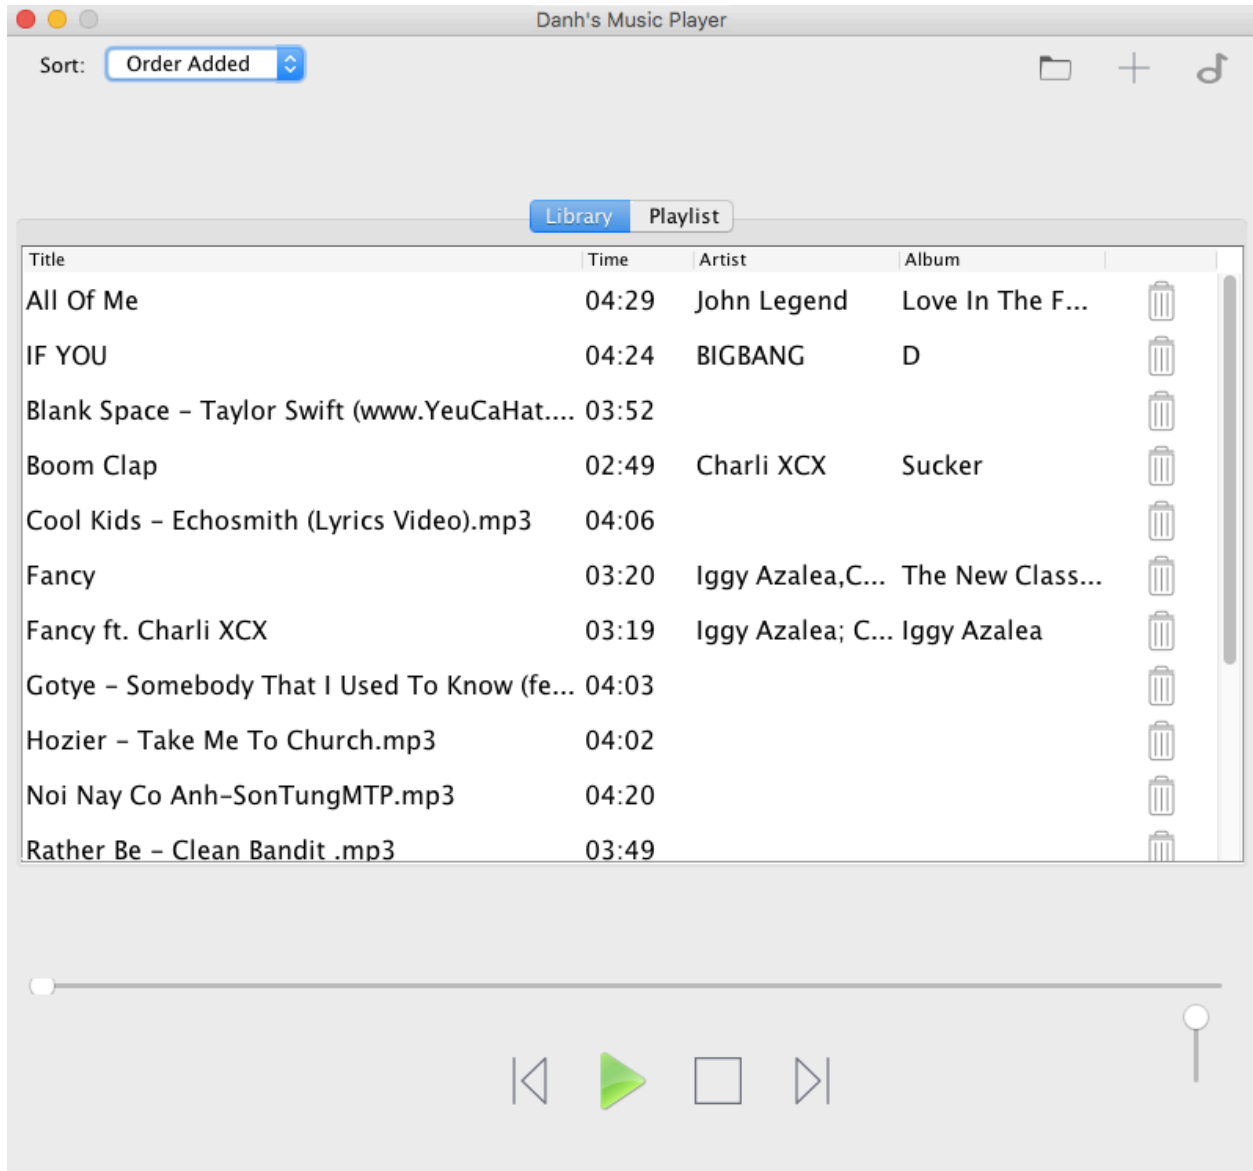 Danh's Music Player
Sort: Order Added
Library Playlist
Title Time Artist Album
All Of Me 04:29 John Legend Love In The F...
IF YOU 04:24 BIGBANG D
Blank Space – Taylor Swift (www.YeuCaHat.... 03:52
Boom Clap 02:49 Charli XCX Sucker
Cool Kids – Echosmith (Lyrics Video).mp3 04:06
Fancy 03:20 Iggy Azalea,C... The New Class...
Fancy ft. Charli XCX 03:19 Iggy Azalea; C... Iggy Azalea
Gotye – Somebody That I Used To Know (fe... 04:03
Hozier – Take Me To Church.mp3 04:02
Noi Nay Co Anh–SonTungMTP.mp3 04:20
Rather Be – Clean Bandit .mp3 03:49